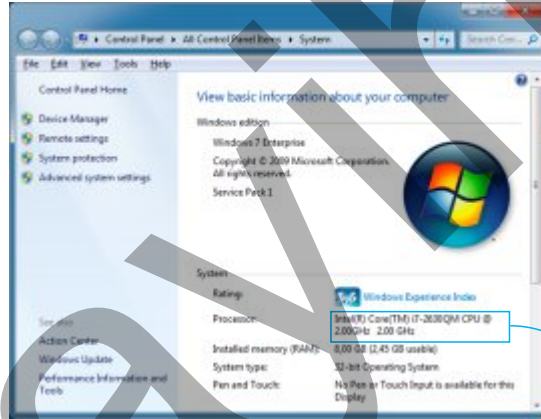 Control Panel ▸ All Control Panel Items ▸ System
Search Con...
File Edit View Tools Help
Control Panel Home
Device Manager
Remote settings
System protection
Advanced system settings
See also
Action Center
Windows Update
Performance Information and
Tools
View basic information about your computer
Windows edition
Windows 7 Enterprise
Copyright © 2009 Microsoft Corporation.
All rights reserved.
Service Pack 1
System
Rating:
Windows Experience Index
Processor:
Intel(R) Core(TM) i7-2630QM CPU @
2.00GHz 2.00 GHz
Installed memory (RAM):
8,00 GB (2,45 GB usable)
System type:
32-bit Operating System
Pen and Touch:
No Pen or Touch Input is available for this
Display